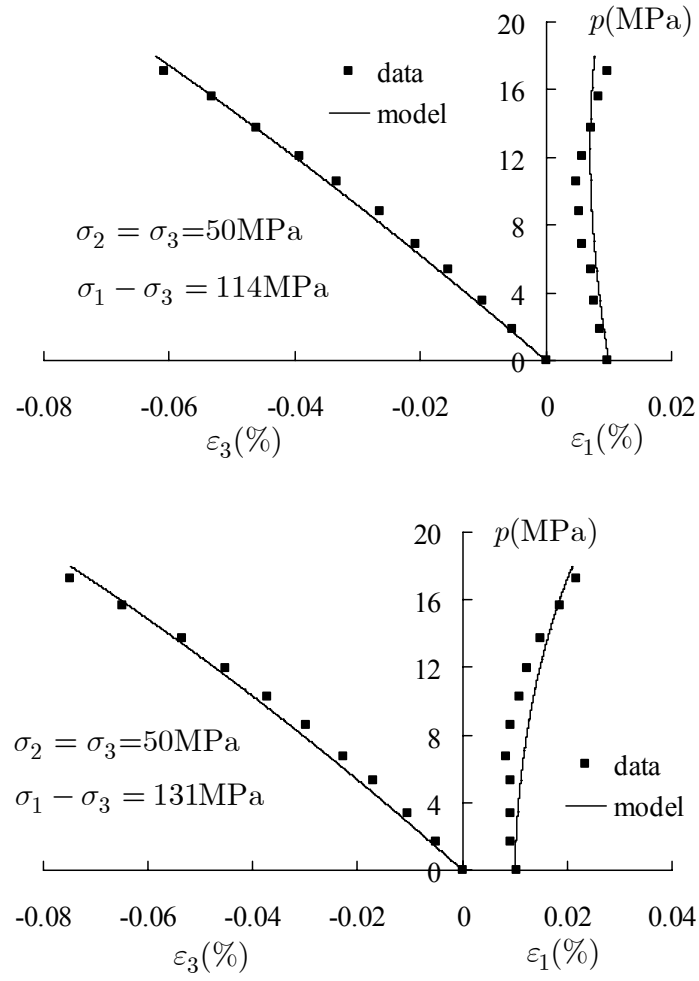 20 p(MPa)
data
model
16
12
8
4
0
σ₂ = σ₃=50MPa
σ₁ − σ₃ = 114MPa
-0.08 -0.06 -0.04 -0.02 0 0.02
ε₃(%) ε₁(%)
20 p(MPa)
16
12
8
4
0
σ₂ = σ₃=50MPa
σ₁ − σ₃ = 131MPa
data
model
-0.08 -0.06 -0.04 -0.02 0 0.02 0.04
ε₃(%) ε₁(%)